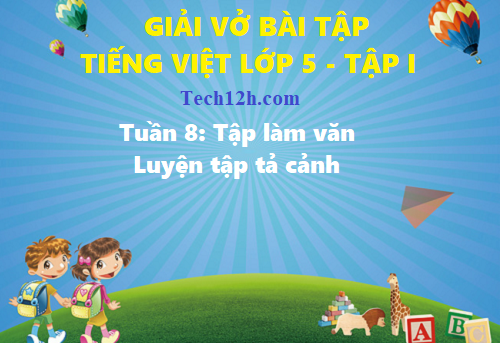 GIẢI VỞ BÀI TẬP
TIẾNG VIỆT LỚP 5 - TẬP I
Tech12h.com
Tuần 8: Tập làm văn
Luyện tập tả cảnh
A B C